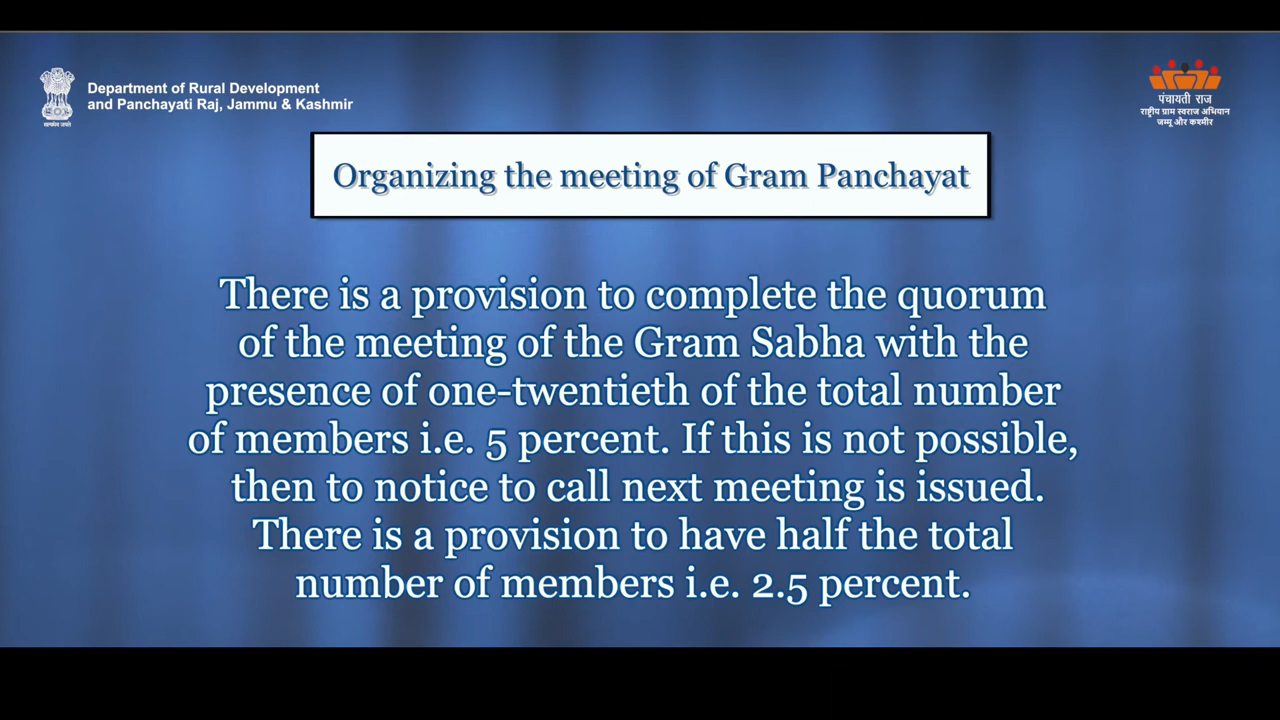 Department of Rural Development
and Panchayati Raj, Jammu & Kashmir
सत्यमेव जयते
पंचायती राज
राष्ट्रीय ग्राम स्वराज अभियान
जम्मू और कश्मीर
Organizing the meeting of Gram Panchayat
There is a provision to complete the quorum
of the meeting of the Gram Sabha with the
presence of one-twentieth of the total number
of members i.e. 5 percent. If this is not possible,
then to notice to call next meeting is issued.
There is a provision to have half the total
number of members i.e. 2.5 percent.